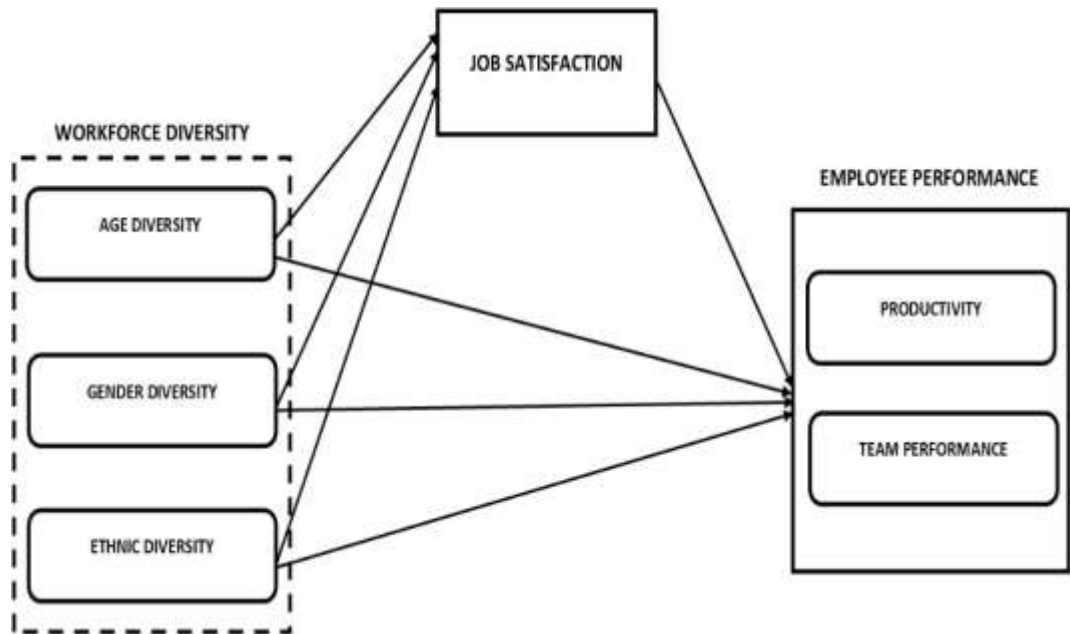 JOB SATISFACTION
WORKFORCE DIVERSITY
AGE DIVERSITY
GENDER DIVERSITY
ETHNIC DIVERSITY
EMPLOYEE PERFORMANCE
PRODUCTIVITY
TEAM PERFORMANCE